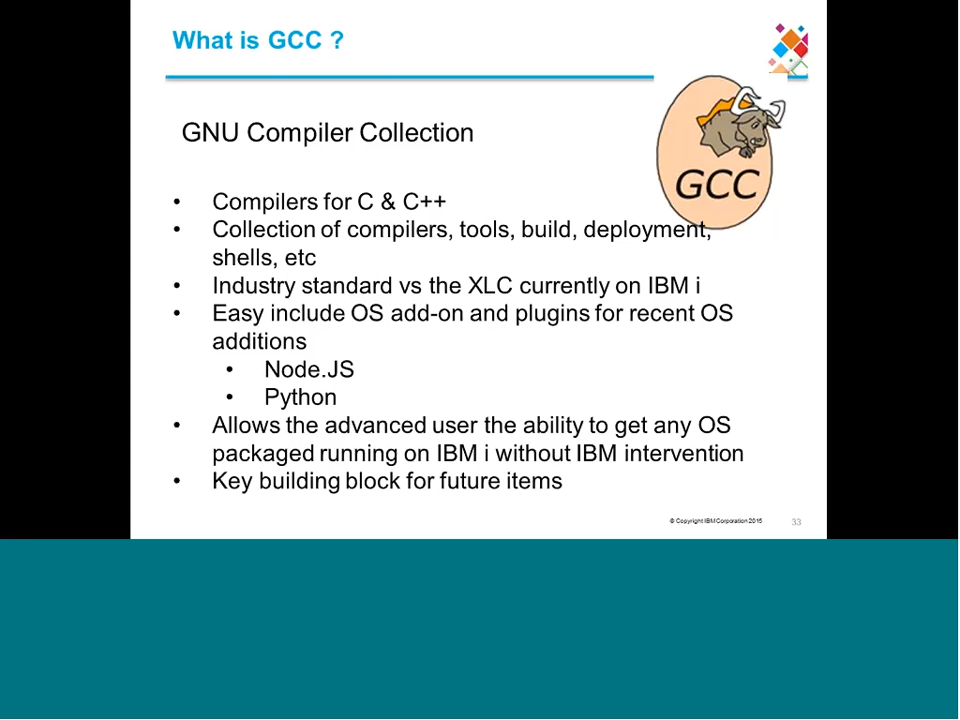 What is GCC ?
GNU Compiler Collection
GCC
• Compilers for C & C++
• Collection of compilers, tools, build, deployment,
shells, etc
• Industry standard vs the XLC currently on IBM i
• Easy include OS add-on and plugins for recent OS
additions
• Node.JS
• Python
• Allows the advanced user the ability to get any OS
packaged running on IBM i without IBM intervention
• Key building block for future items
© Copyright IBM Corporation 2015
33